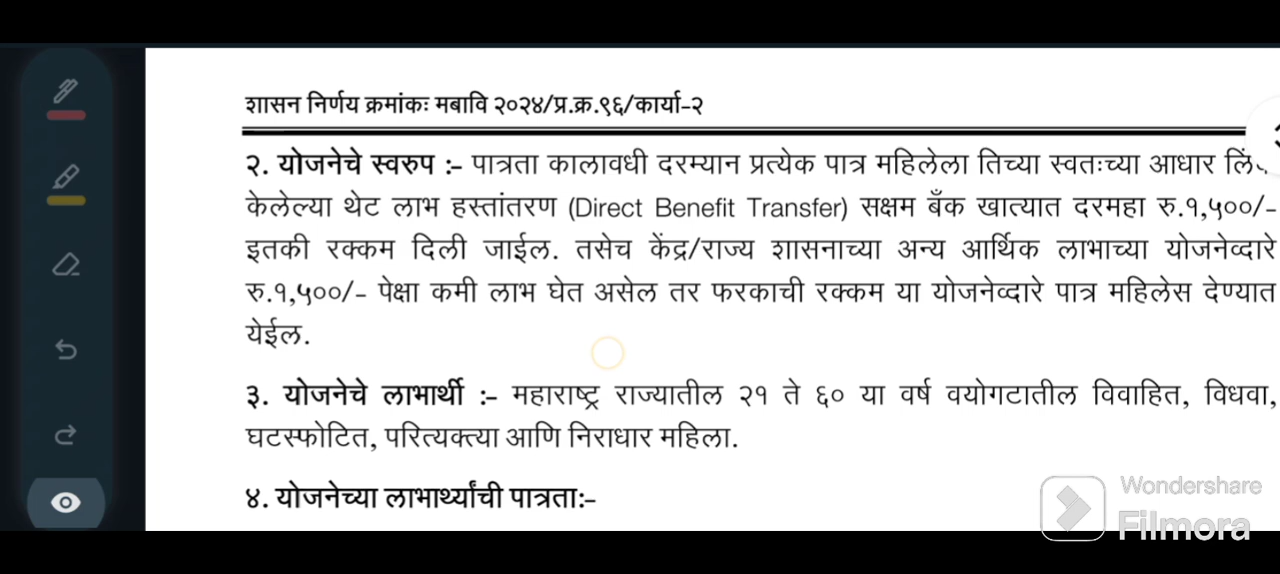 शासन निर्णय क्रमांकः मबावि २०२४/प्र.क्र.९६/कार्या-२
२. योजनेचे स्वरुप :- पात्रता कालावधी दरम्यान प्रत्येक पात्र महिलेला तिच्या स्वतःच्या आधार
केलेल्या थेट लाभ हस्तांतरण (Direct Benefit Transfer) सक्षम बँक खात्यात दरमहा रु.१,५००/-
इतकी रक्कम दिली जाईल. तसेच केंद्र/राज्य शासनाच्या अन्य आर्थिक लाभाच्या योजनेव्दारे
रु.१,५००/- पेक्षा कमी लाभ घेत असेल तर फरकाची रक्कम या योजनेव्दारे पात्र महिलेस देण्यात
येईल.
३. योजनेचे लाभार्थी :- महाराष्ट्र राज्यातील २१ ते ६० या वर्ष वयोगटातील विवाहित, विधवा,
घटस्फोटित, परित्यक्त्या आणि निराधार महिला.
४. योजनेच्या लाभार्थ्यांची पात्रता:-
Wondershare
Filmora